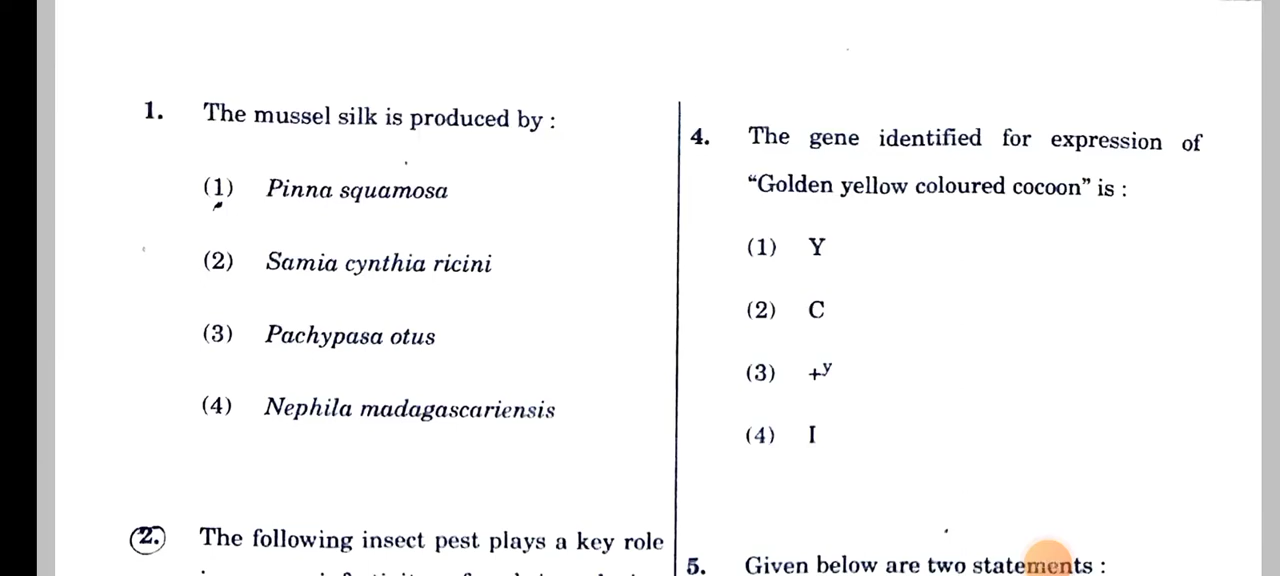 1. The mussel silk is produced by :
(1) Pinna squamosa
(2) Samia cynthia ricini
(3) Pachypasa otus
(4) Nephila madagascariensis
2. The following insect pest plays a key role
4. The gene identified for expression of
“Golden yellow coloured cocoon” is :
(1) Y
(2) C
(3) +y
(4) I
5. Given below are two statements :